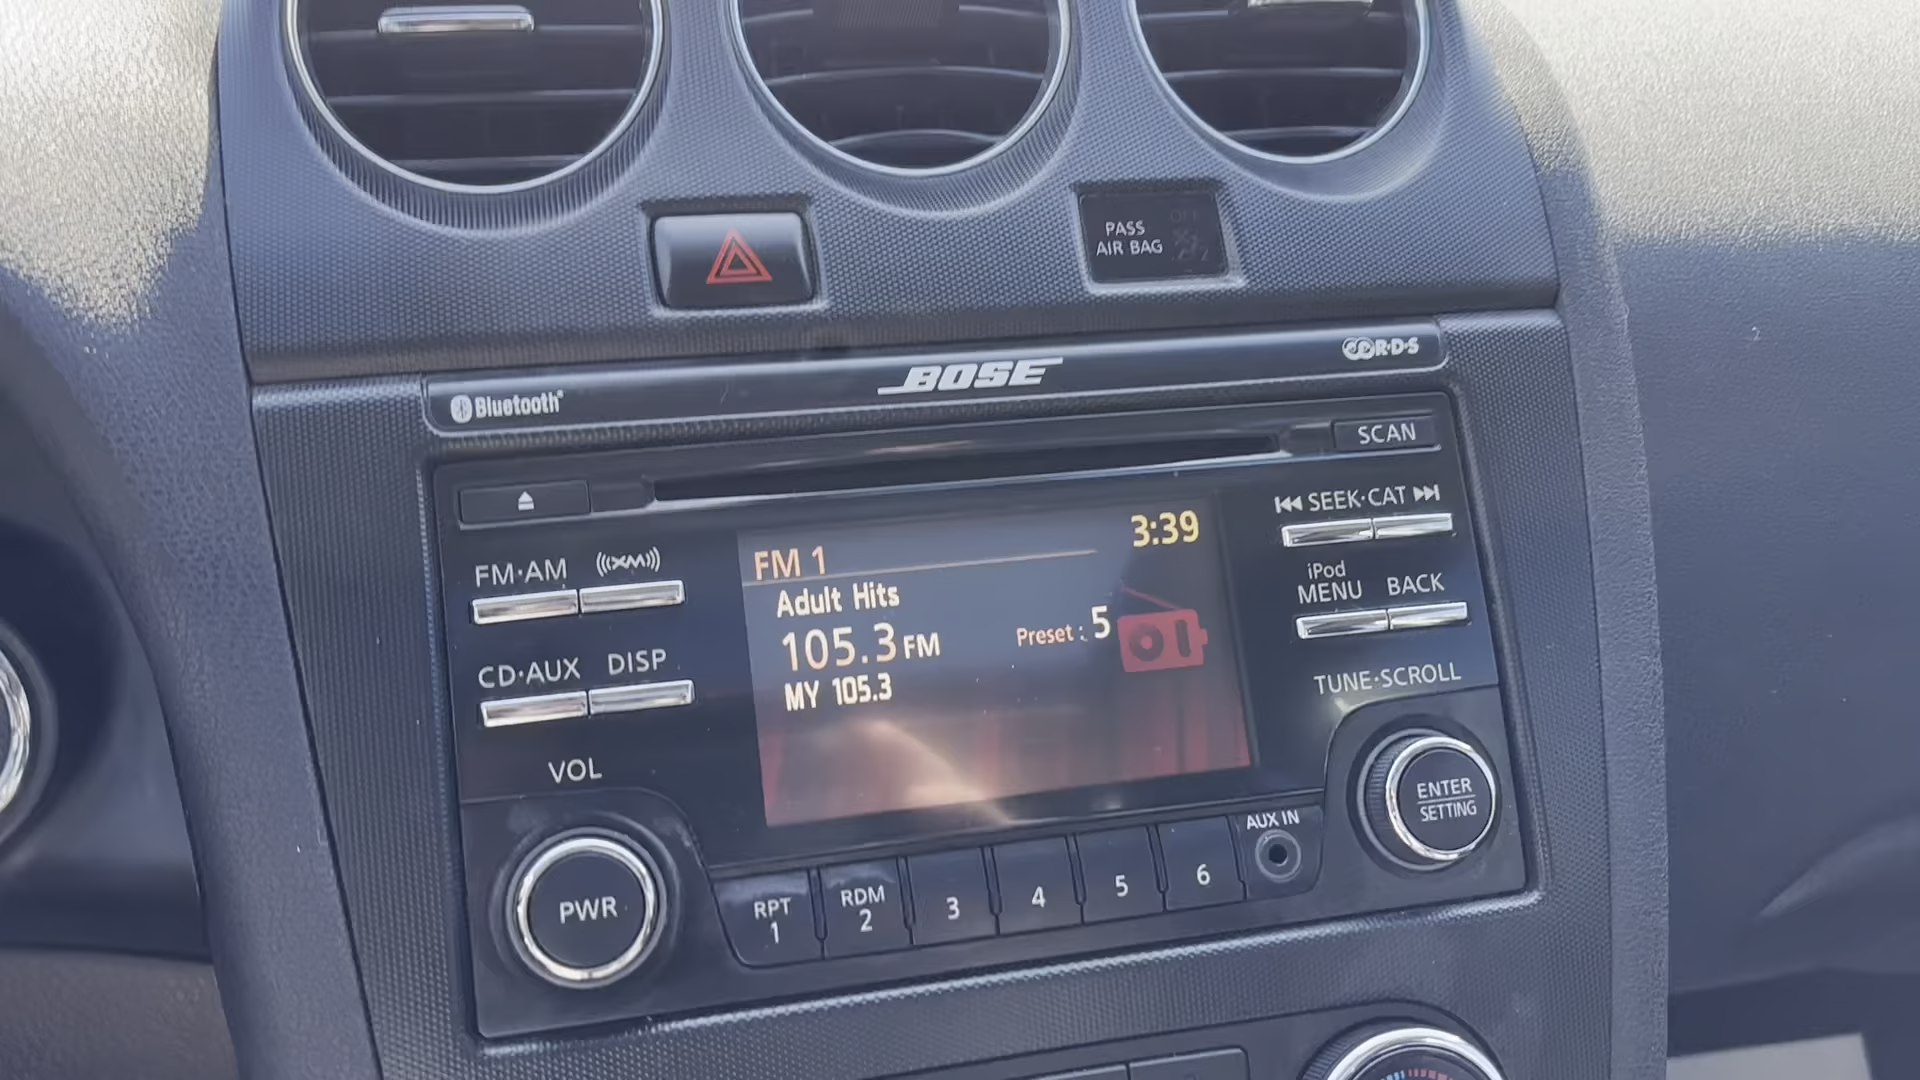 PASS
AIR BAG
OFF
BOSE
R·D·S
Bluetooth®
SCAN
SEEK·CAT
FM·AM
((XM))
FM 1
3:39
iPod
MENU
BACK
Adult Hits
105.3 FM
Preset : 5
MY 105.3
CD·AUX
DISP
TUNE·SCROLL
VOL
ENTER
SETTING
AUX IN
PWR
RPT
1
RDM
2
3
4
5
6